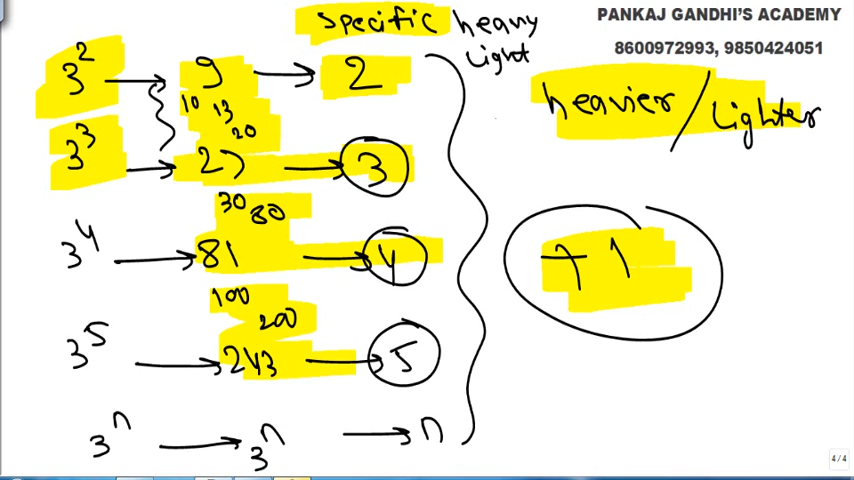 PANKAJ GANDHI'S ACADEMY
8600972993, 9850424051
specific heavy
light
3² → 9 → 2
10 13
20
3³ → 27 → 3
30 80
3⁴ → 81 → 4
100
200
3⁵ → 243 → 5
3ⁿ → 3ⁿ → n
heavier / Lighter
+1
4/4